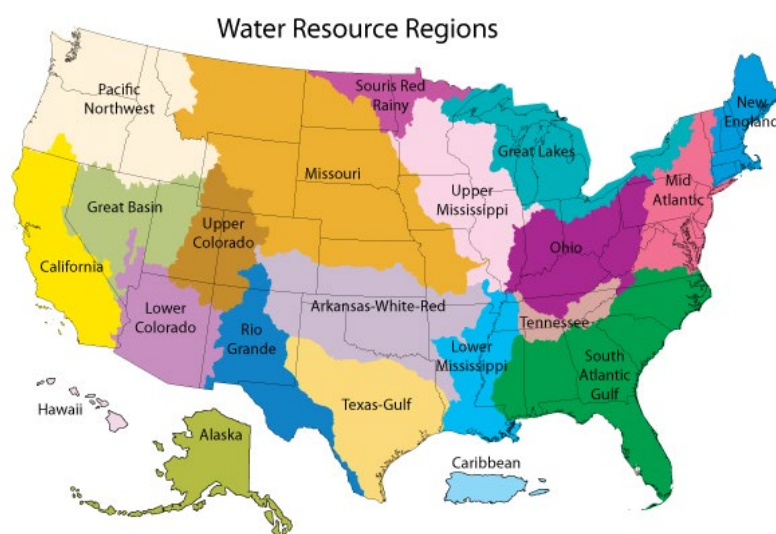 Water Resource Regions
Pacific
Northwest
Souris Red
Rainy
New
England
Great Lakes
Missouri
Upper
Mississippi
Mid
Atlantic
Great Basin
Upper
Colorado
Ohio
California
Lower
Colorado
Arkansas-White-Red
Tennessee
Rio
Grande
Lower
Mississippi
South
Atlantic
Gulf
Texas-Gulf
Hawaii
Alaska
Caribbean